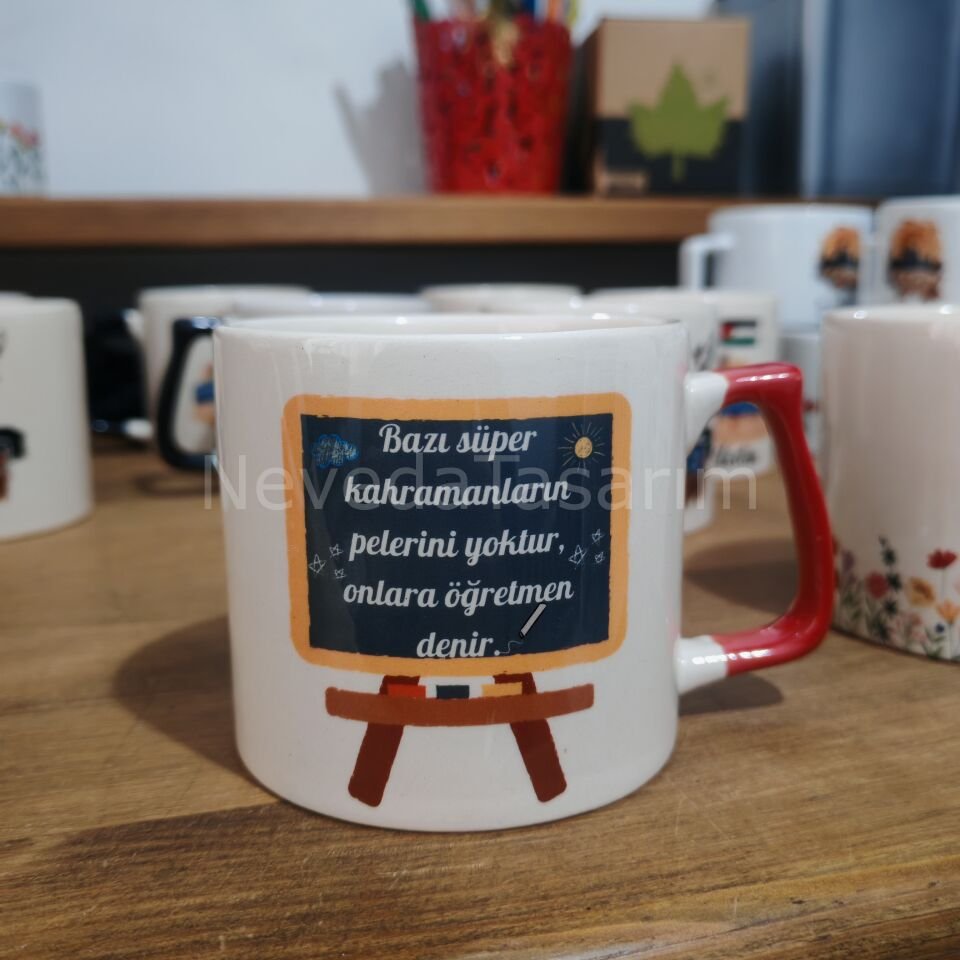 Bazı süper
kahramanların
pelerini yoktur,
onlara öğretmen
denir.
NevedaTasarım